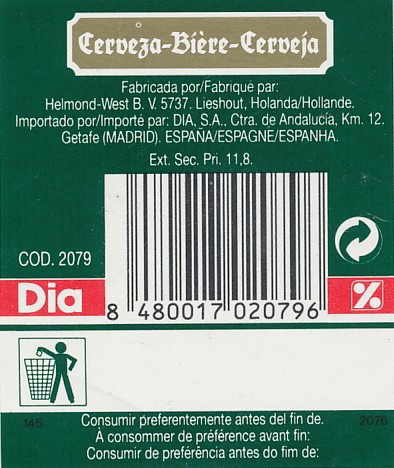 Cerveza-Bière-Cerveja
Fabricada por/Fabriqué par:
Helmond-West B. V. 5737. Lieshout, Holanda/Hollande.
Importado por/Importé par: DIA, S.A., Ctra. de Andalucía, Km. 12.
Getafe (MADRID). ESPAÑA/ESPAGNE/ESPANHA.
Ext. Sec. Pri. 11,8.
COD. 2079
Dia %
8 480017 020796
145 2076
Consumir preferentemente antes del fin de.
À consommer de préférence avant fin:
Consumir de preferência antes do fim de: